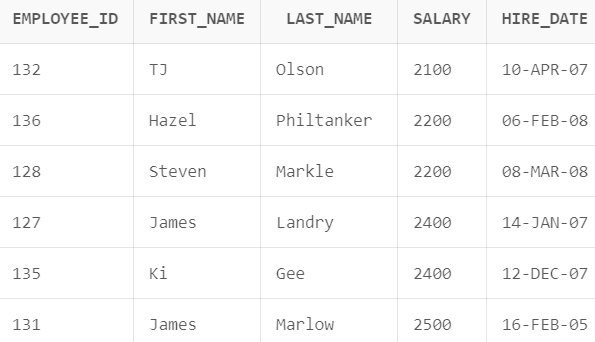 EMPLOYEE_ID FIRST_NAME LAST_NAME SALARY HIRE_DATE
132 TJ Olson 2100 10-APR-07
136 Hazel Philtanker 2200 06-FEB-08
128 Steven Markle 2200 08-MAR-08
127 James Landry 2400 14-JAN-07
135 Ki Gee 2400 12-DEC-07
131 James Marlow 2500 16-FEB-05